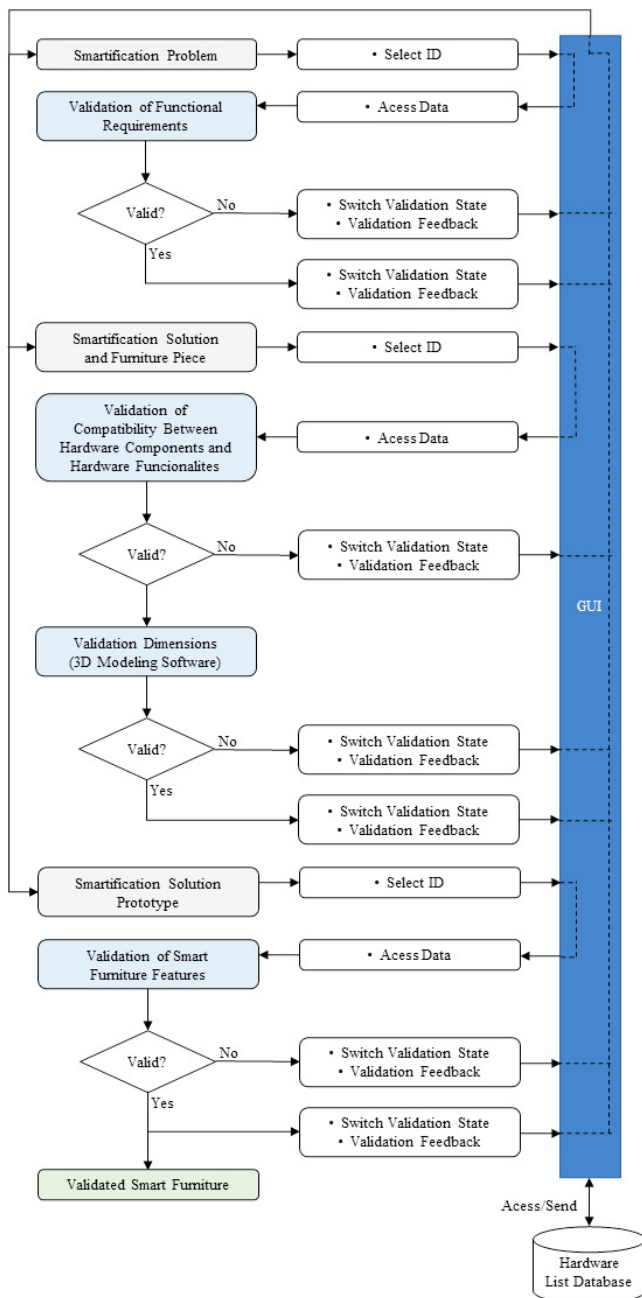 Smartification Problem
• Select ID
Validation of Functional
Requirements
• Acess Data
Valid?
No
• Switch Validation State
• Validation Feedback
Yes
• Switch Validation State
• Validation Feedback
Smartification Solution
and Furniture Piece
• Select ID
Validation of
Compatibility Between
Hardware Components and
Hardware Funcionalites
• Acess Data
Valid?
No
• Switch Validation State
• Validation Feedback
GUI
Validation Dimensions
(3D Modeling Software)
Valid?
No
• Switch Validation State
• Validation Feedback
Yes
• Switch Validation State
• Validation Feedback
Smartification Solution
Prototype
• Select ID
Validation of Smart
Furniture Features
• Acess Data
Valid?
No
• Switch Validation State
• Validation Feedback
Yes
• Switch Validation State
• Validation Feedback
Validated Smart Furniture
Acess/Send
Hardware
List Database